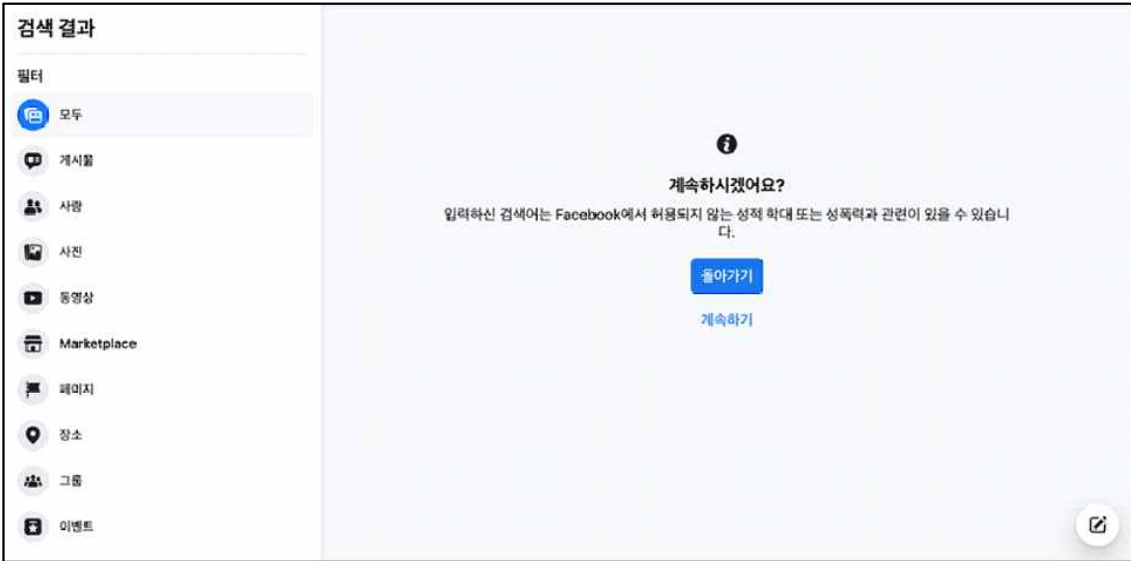 검색 결과
필터
모두
게시물
사람
사진
동영상
Marketplace
페이지
장소
그룹
이벤트
계속하시겠어요?
입력하신 검색어는 Facebook에서 허용되지 않는 성적 학대 또는 성폭력과 관련이 있을 수 있습니
다.
돌아가기
계속하기